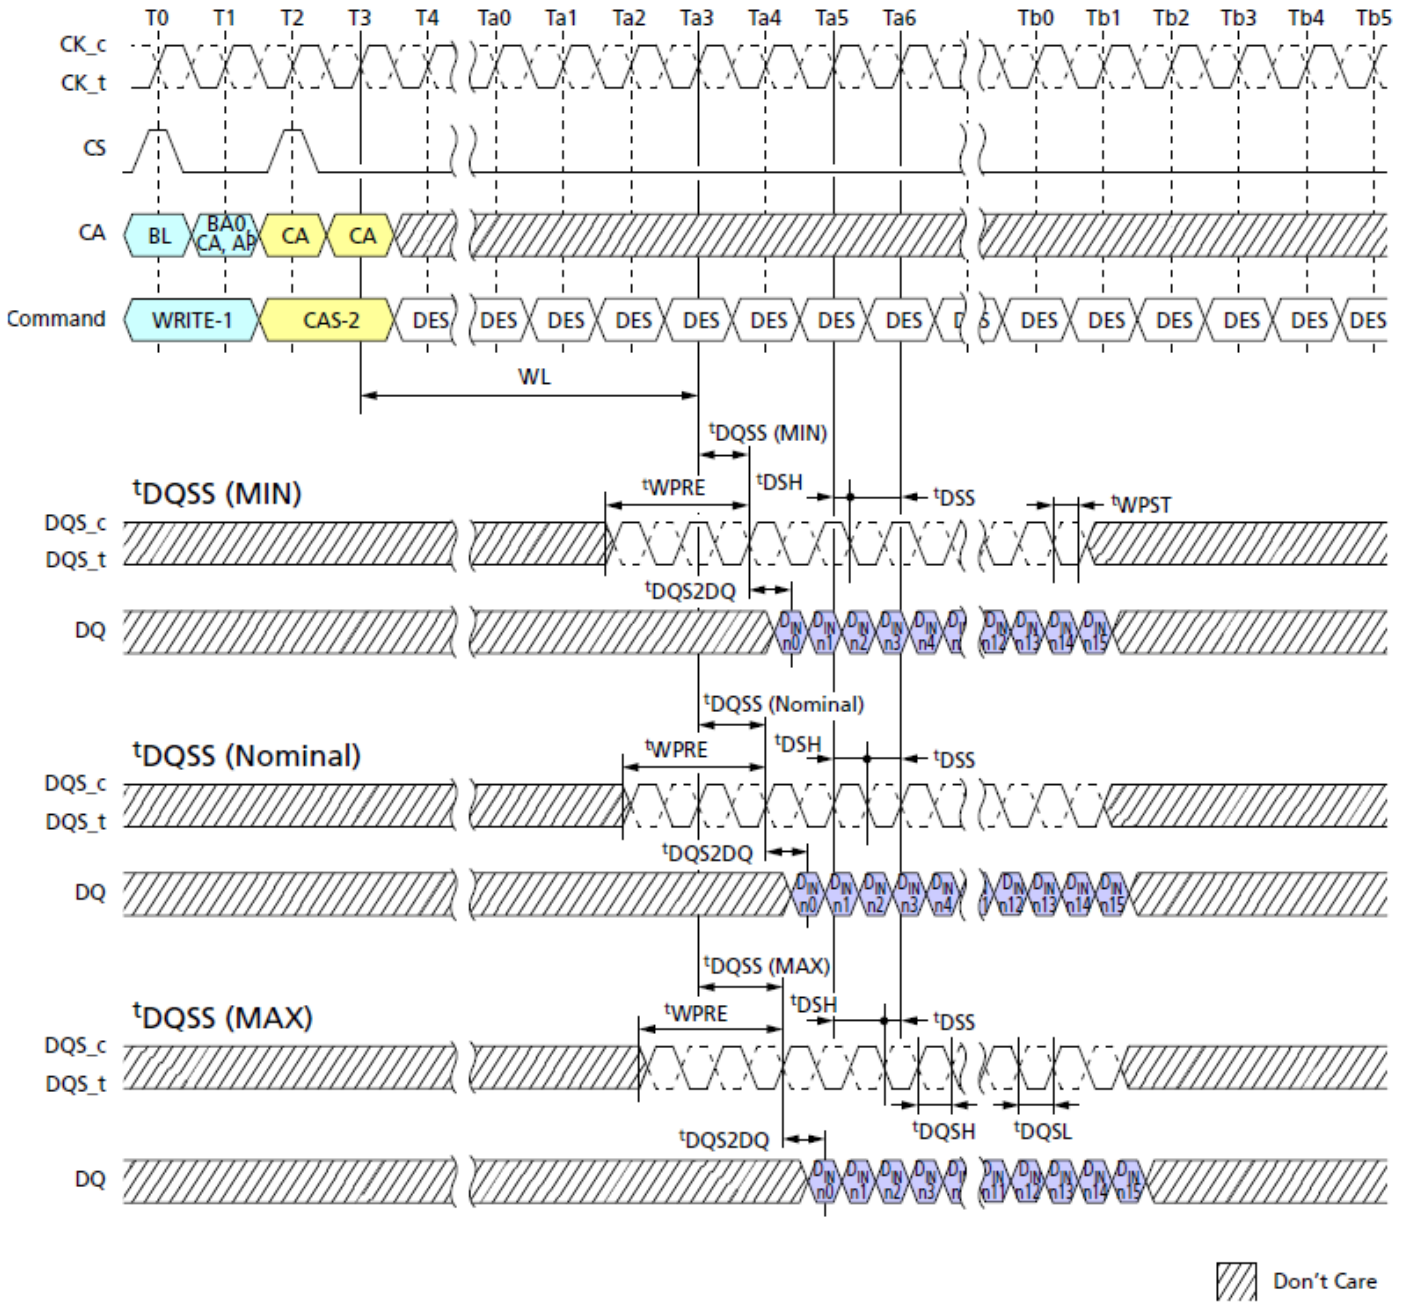 T0 T1 T2 T3 T4 Ta0 Ta1 Ta2 Ta3 Ta4 Ta5 Ta6 Tb0 Tb1 Tb2 Tb3 Tb4 Tb5
CK_c
CK_t
CS
CA BL BA0, CA, AP CA CA
Command WRITE-1 CAS-2 DES DES DES DES DES DES DES DES D S DES DES DES DES DES DES
WL
tDQSS (MIN)
tDQSS (MIN) tWPRE tDSH tDSS tWPST
DQS_c
DQS_t
tDQS2DQ
DQ DIN n0 DIN n1 DIN n2 DIN n3 DIN n4 DIN n n12 DIN n13 DIN n14 DIN n15
tDQSS (Nominal)
tDQSS (Nominal) tWPRE tDSH tDSS
DQS_c
DQS_t
tDQS2DQ
DQ DIN n0 DIN n1 DIN n2 DIN n3 DIN n4 DIN n12 DIN n13 DIN n14 DIN n15
tDQSS (MAX)
tDQSS (MAX) tWPRE tDSH tDSS
DQS_c
DQS_t
tDQSH tDQSL
tDQS2DQ
DQ DIN n0 DIN n1 DIN n2 DIN n3 DIN n DIN n11 DIN n12 DIN n13 DIN n14 DIN n15
Don't Care